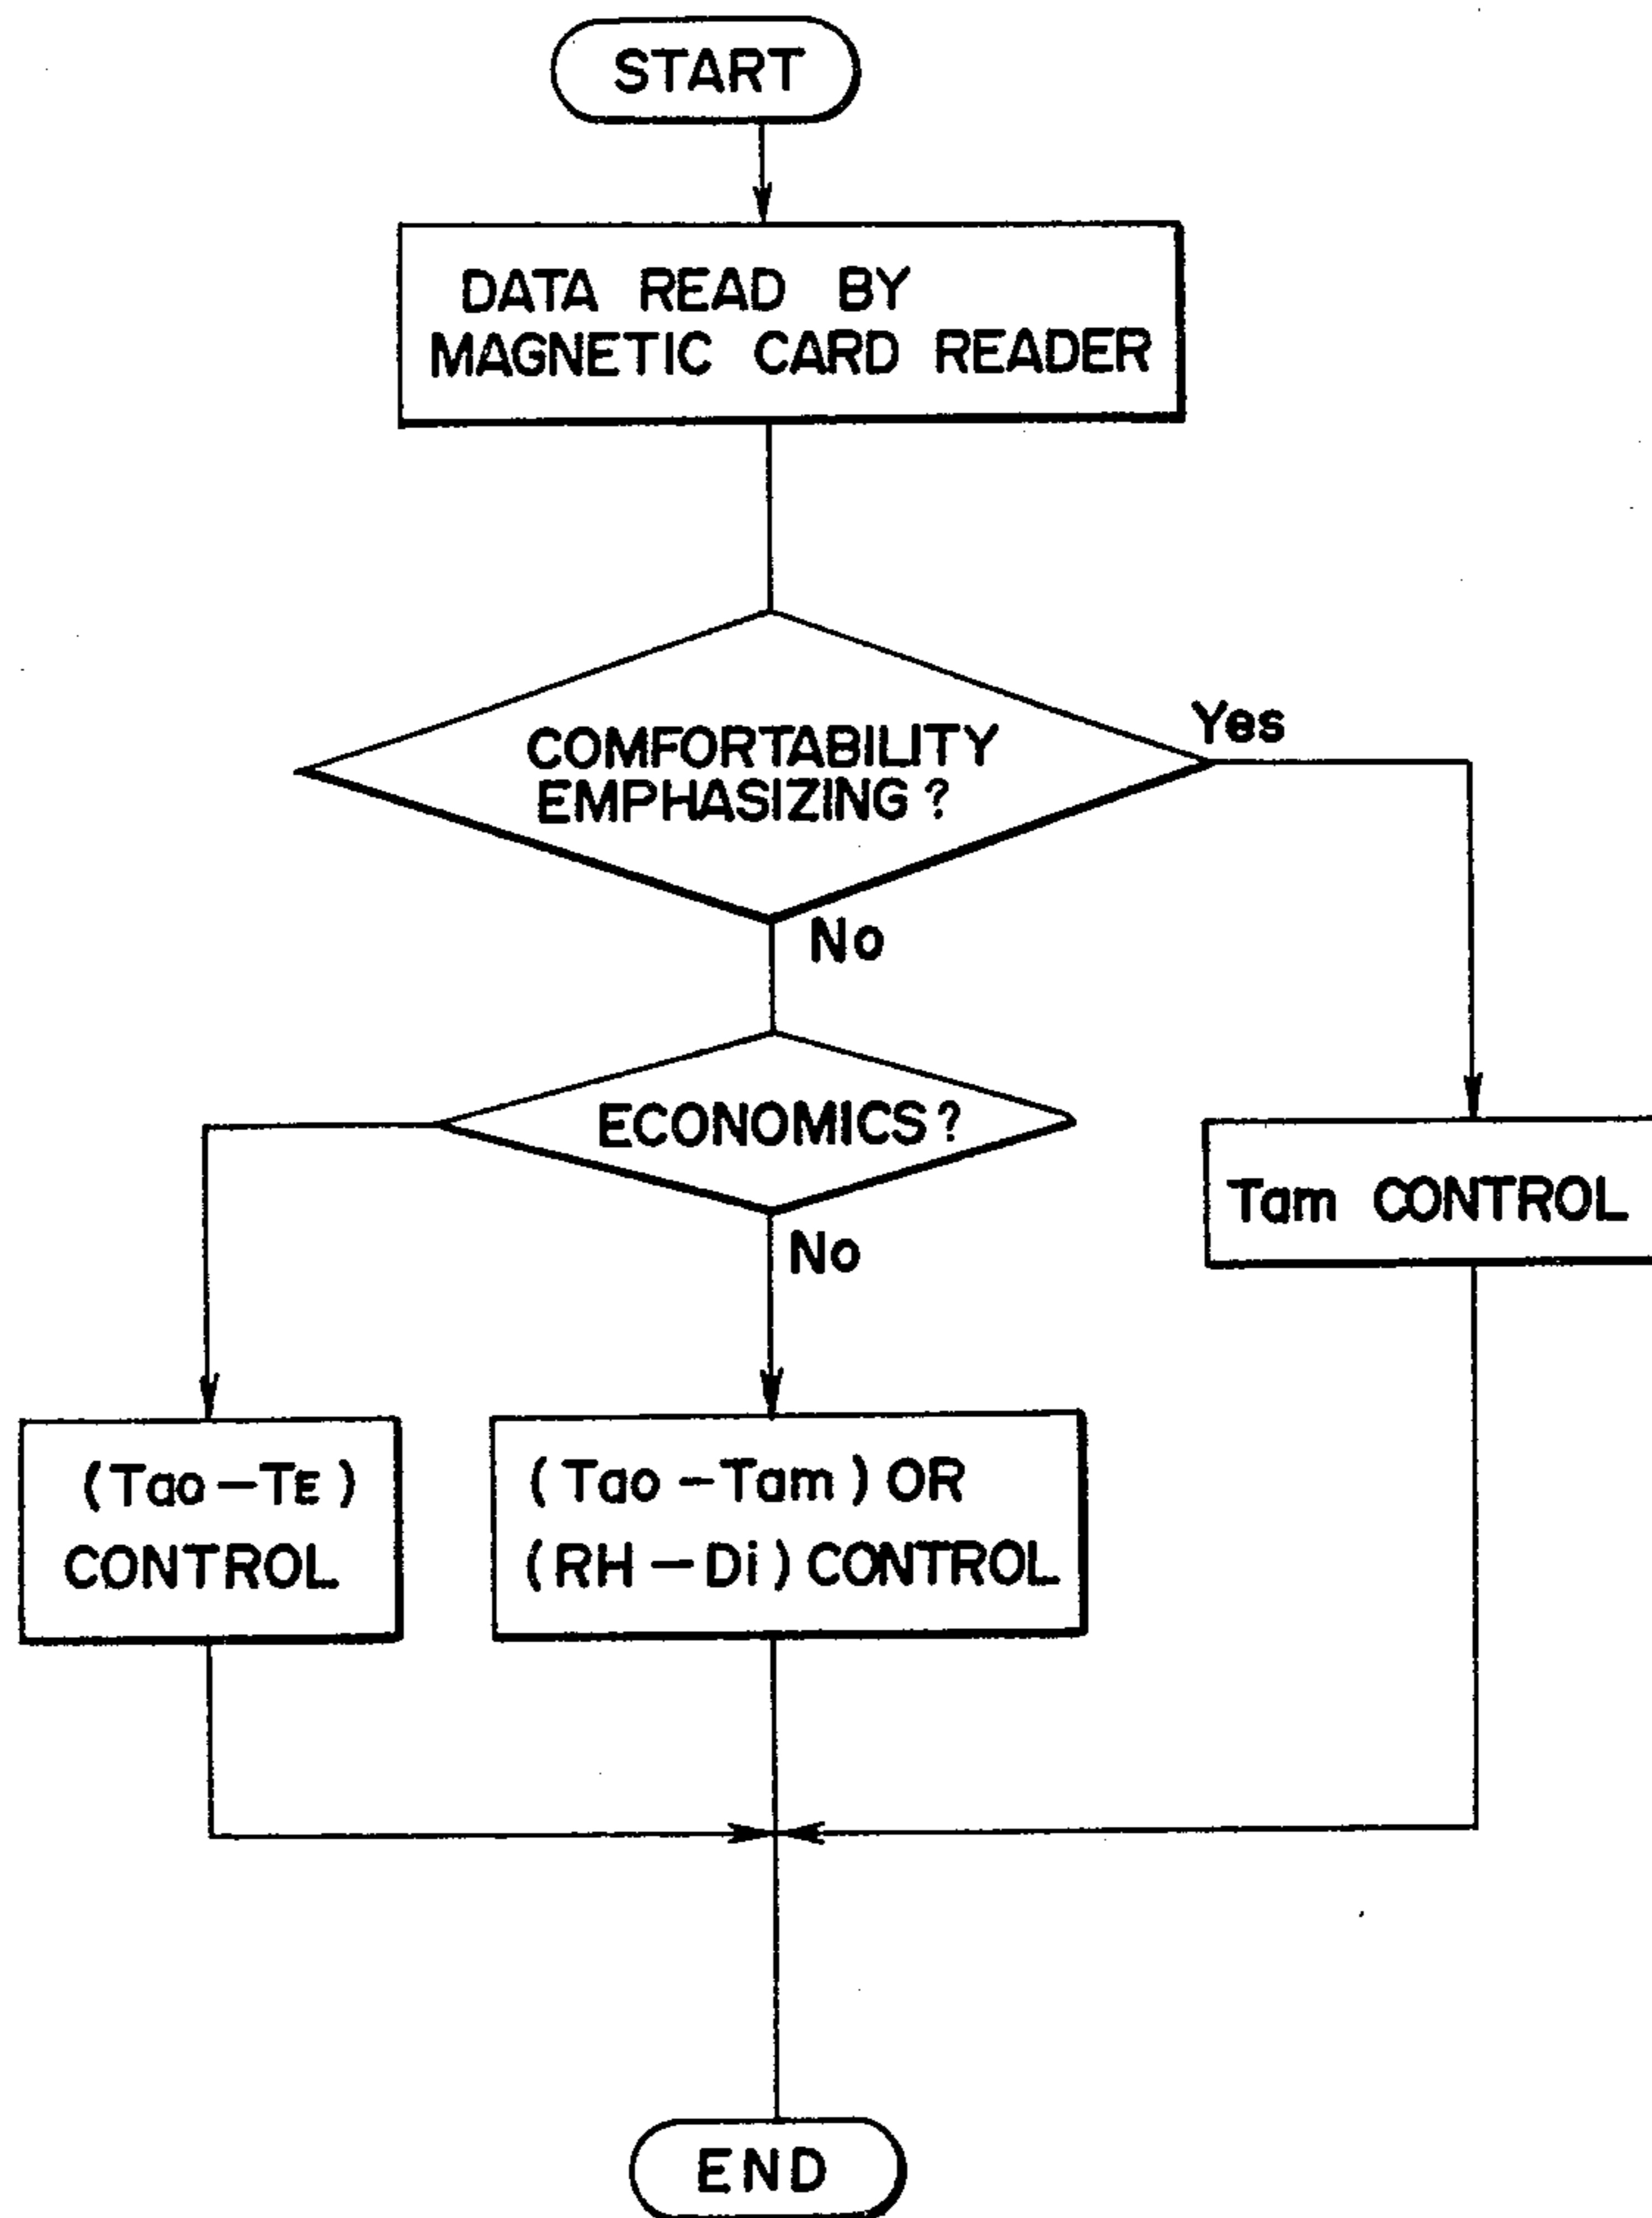 START
DATA READ BY
MAGNETIC CARD READER
COMFORTABILITY
EMPHASIZING?
Yes
No
ECONOMICS?
No
Tam CONTROL
(Tao-TE)
CONTROL
(Tao-Tam) OR
(RH-Di) CONTROL
END